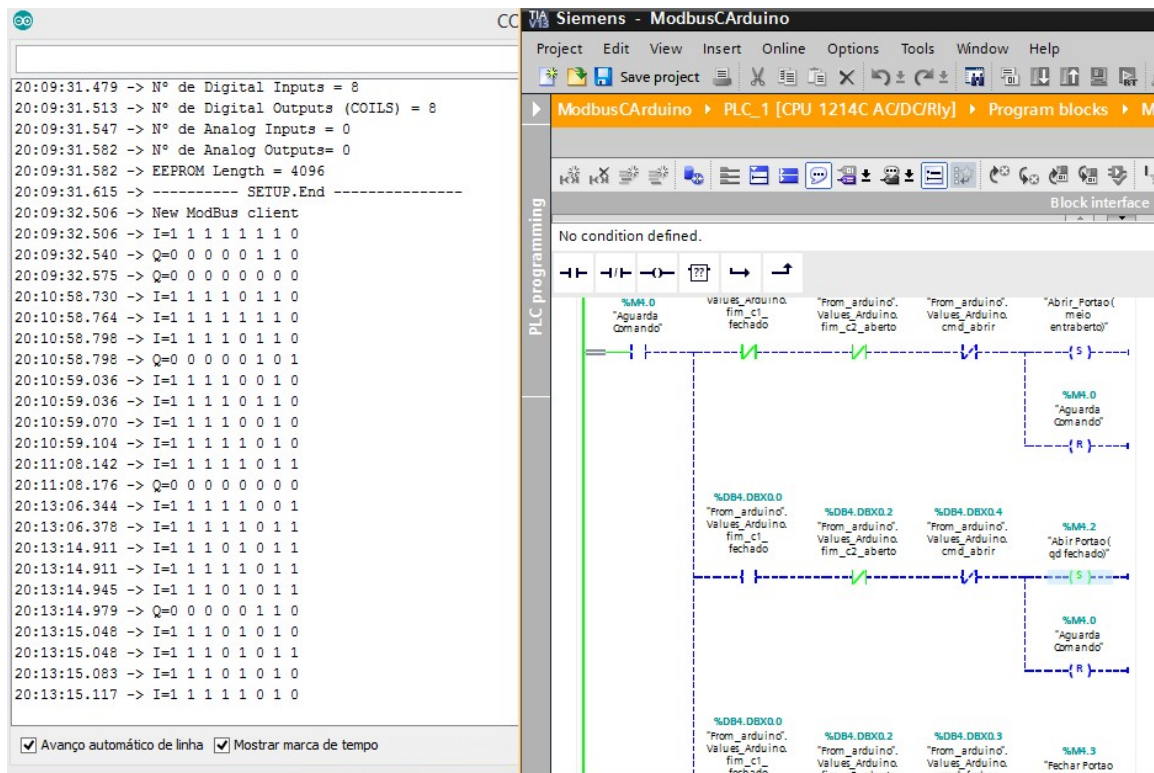 CO
20:09:31.479 -> Nº de Digital Inputs = 8
20:09:31.513 -> Nº de Digital Outputs (COILS) = 8
20:09:31.547 -> Nº de Analog Inputs = 0
20:09:31.582 -> Nº de Analog Outputs= 0
20:09:31.582 -> EEPROM Length = 4096
20:09:31.615 -> ---------- SETUP.End --------------
20:09:32.506 -> New ModBus client
20:09:32.506 -> I=1 1 1 1 1 1 1 0
20:09:32.540 -> Q=0 0 0 0 0 1 1 0
20:09:32.575 -> Q=0 0 0 0 0 0 0 0
20:10:58.730 -> I=1 1 1 1 0 1 1 0
20:10:58.764 -> I=1 1 1 1 1 1 1 0
20:10:58.798 -> I=1 1 1 1 0 1 1 0
20:10:58.798 -> Q=0 0 0 0 0 1 0 1
20:10:59.036 -> I=1 1 1 1 0 0 1 0
20:10:59.036 -> I=1 1 1 1 0 1 1 0
20:10:59.070 -> I=1 1 1 1 0 0 1 0
20:10:59.104 -> I=1 1 1 1 1 0 1 0
20:11:08.142 -> I=1 1 1 1 1 0 1 1
20:11:08.176 -> Q=0 0 0 0 0 0 0 0
20:13:06.344 -> I=1 1 1 1 1 0 0 1
20:13:06.378 -> I=1 1 1 1 1 0 1 1
20:13:14.911 -> I=1 1 1 0 1 0 1 1
20:13:14.911 -> I=1 1 1 1 1 0 1 1
20:13:14.945 -> I=1 1 1 0 1 0 1 1
20:13:14.979 -> Q=0 0 0 0 0 1 1 0
20:13:15.048 -> I=1 1 1 0 1 0 1 0
20:13:15.048 -> I=1 1 1 0 1 0 1 1
20:13:15.083 -> I=1 1 1 0 1 0 1 0
20:13:15.117 -> I=1 1 1 1 1 0 1 0
Avanço automático de linha Mostrar marca de tempo
TIA V13 Siemens - ModbusCArduino
Project Edit View Insert Online Options Tools Window Help
Save project
ModbusCArduino PLC_1 [CPU 1214C AC/DC/Rly] Program blocks M
Block interface
PLC programming
No condition defined.
??
%M4.0
"Aguarda
Comando"
Values_Arduino.
fim_c1_
fechado
"From_arduino".
Values_Arduino.
fim_c2_aberto
"From_arduino".
Values_Arduino.
cmd_abrir
"Abrir_Portao(
meio
entraberto)"
S
%M4.0
"Aguarda
Comando"
R
%DB4.DBX0.0
"From_arduino".
Values_Arduino.
fim_c1_
fechado
%DB4.DBX0.2
"From_arduino".
Values_Arduino.
fim_c2_aberto
%DB4.DBX0.4
"From_arduino".
Values_Arduino.
cmd_abrir
%M4.2
"Abir Portao(
qd fechado)"
S
%M4.0
"Aguarda
Comando"
R
%DB4.DBX0.0
"From_arduino".
Values_Arduino.
fim_c1_
fechado
%DB4.DBX0.2
"From_arduino".
Values_Arduino.
%DB4.DBX0.3
"From_arduino".
Values_Arduino.
%M4.3
"Fechar Portao